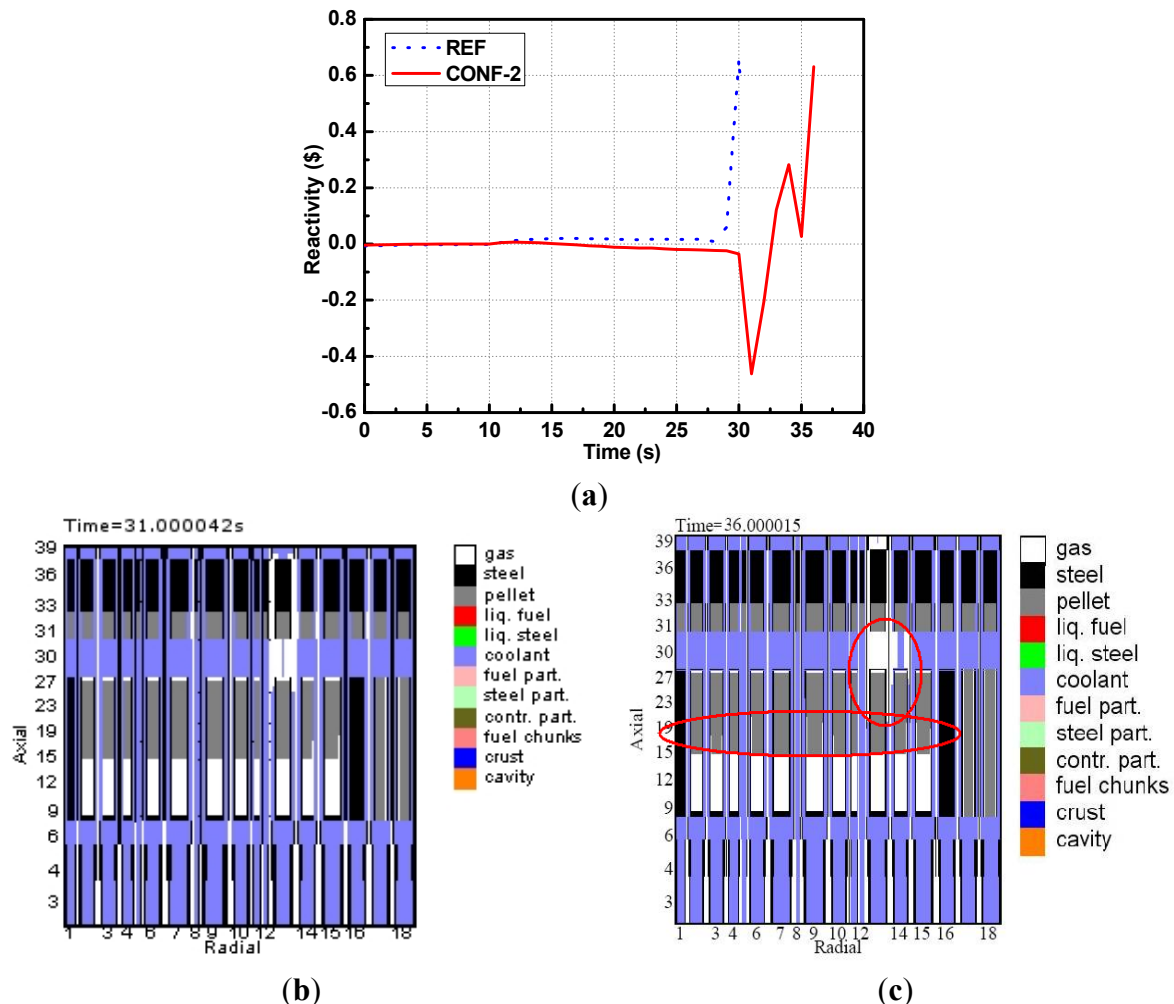 0.8
0.6
0.4
0.2
0.0
-0.2
-0.4
-0.6
Reactivity ($)
REF
CONF-2
0 5 10 15 20 25 30 35 40
Time (s)
(a)
Time=31.000042s
39
36
33
31
30
27
23
19
15
12
9
6
4
3
Axial
1 3 4 6 7 8 9 10 12 14 15 16 18
Radial
gas
steel
pellet
liq. fuel
liq. steel
coolant
fuel part.
steel part.
contr. part.
fuel chunks
crust
cavity
(b)
Time=36.000015
39
36
33
31
30
27
23
19
15
12
9
6
4
3
Axial
1 3 4 6 7 8 9 10 12 14 15 16 18
Radial
gas
steel
pellet
liq. fuel
liq. steel
coolant
fuel part.
steel part.
contr. part.
fuel chunks
crust
cavity
(c)